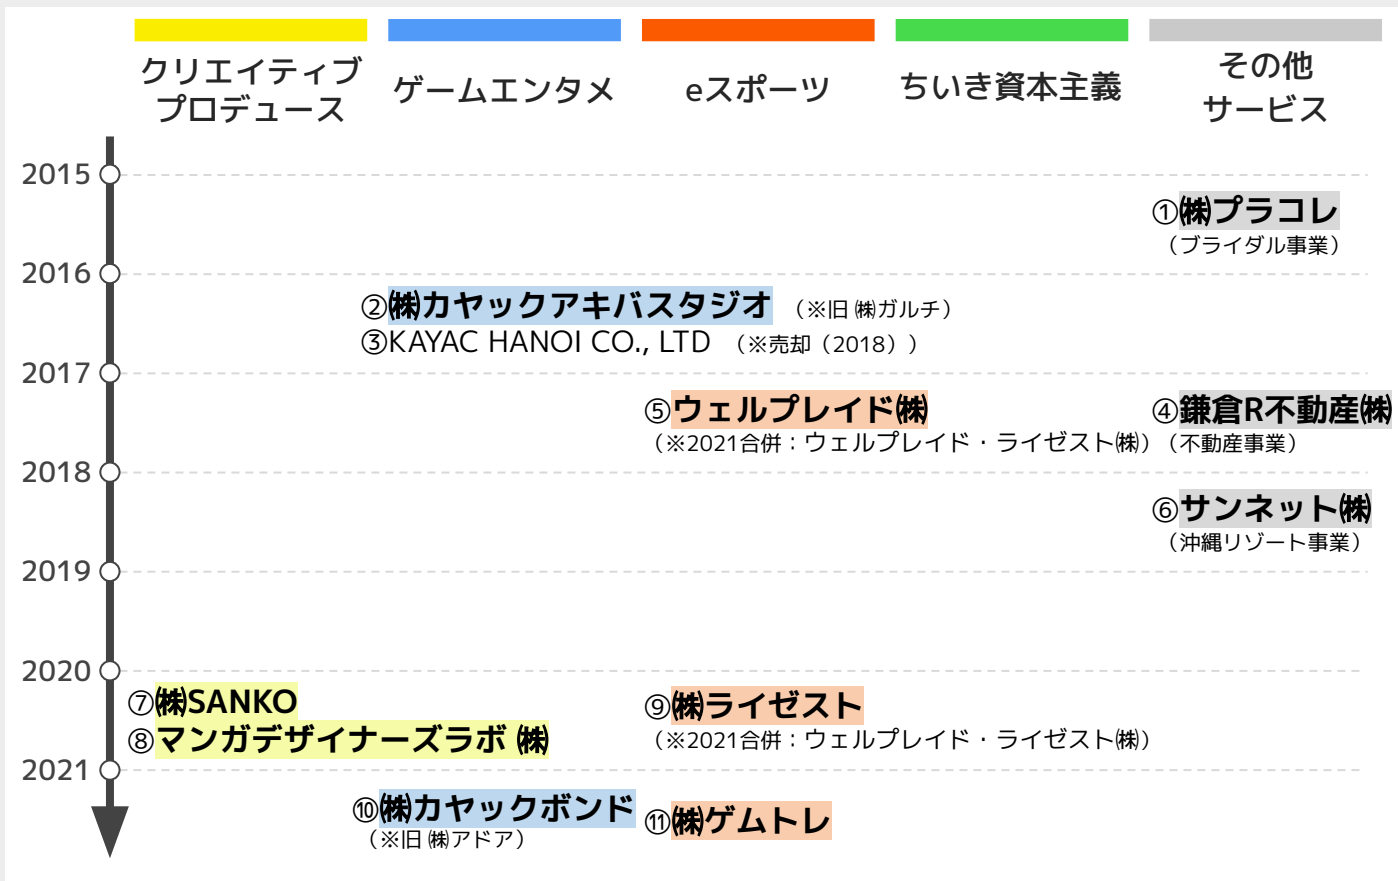 クリエイティブ
プロデュース
ゲームエンタメ
eスポーツ
ちいき資本主義
その他
サービス
2015
①㈱プラコレ
（ブライダル事業）
2016
②㈱カヤックアキバスタジオ （※旧 ㈱ガルチ）
③KAYAC HANOI CO., LTD （※売却（2018））
2017
⑤ウェルプレイド㈱
（※2021合併：ウェルプレイド・ライゼスト㈱）
④鎌倉R不動産㈱
（不動産事業）
2018
⑥サンネット㈱
（沖縄リゾート事業）
2019
2020
⑦㈱SANKO
⑧マンガデザイナーズラボ ㈱
⑨㈱ライゼスト
（※2021合併：ウェルプレイド・ライゼスト㈱）
2021
⑩㈱カヤックボンド
（※旧 ㈱アドア）
⑪㈱ゲムトレ